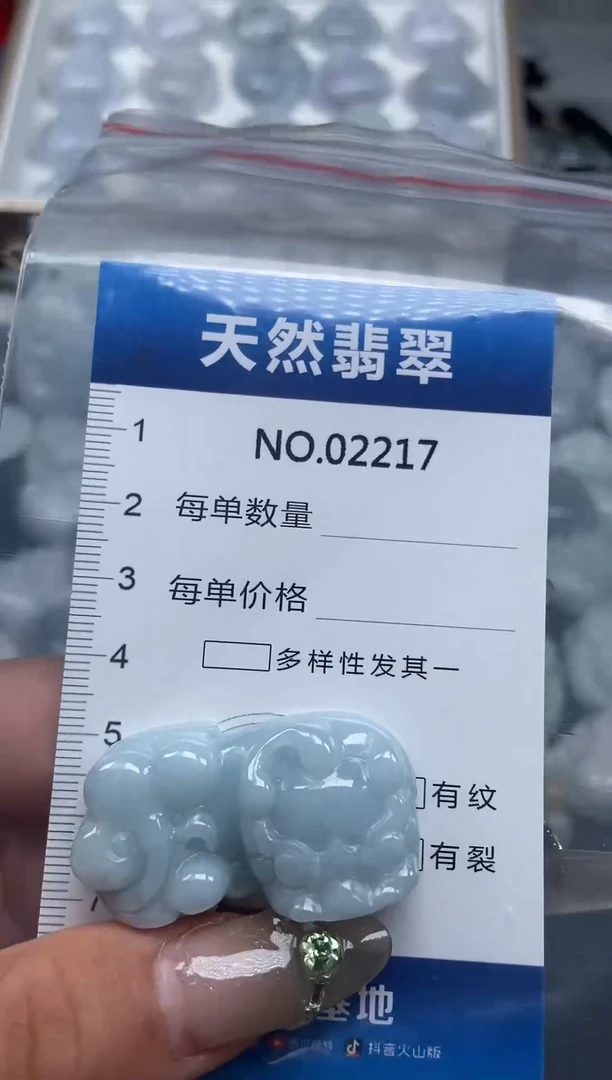 天然翡翠
1
NO.02217
2
每单数量
3
每单价格
4
多样性发其一
5
有纹
有裂
基地
抖音火山版